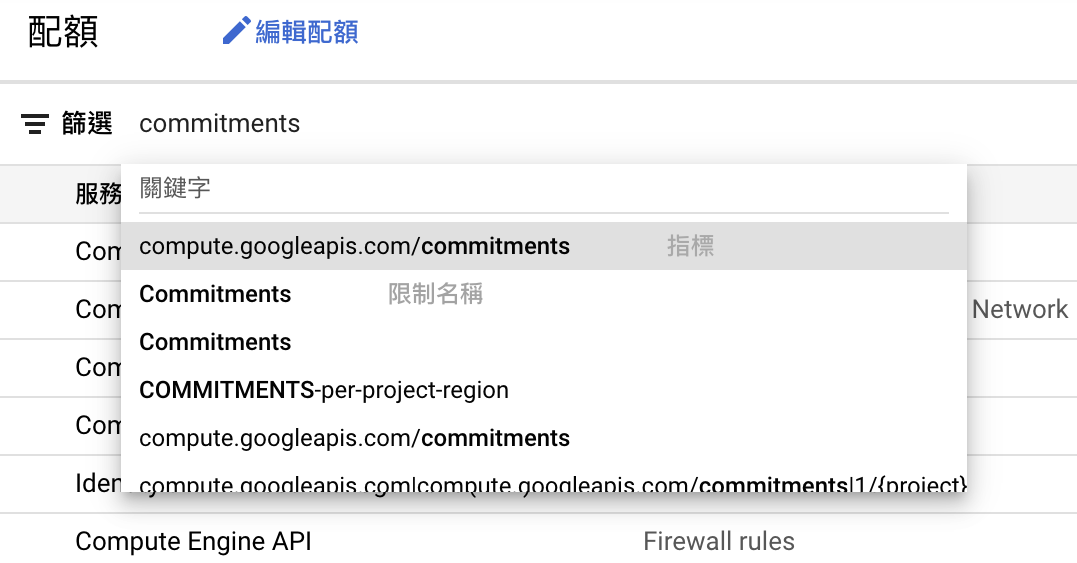 配額 編輯配額
篩選 commitments
關鍵字
服務
compute.googleapis.com/commitments 指標
Com
Commitments 限制名稱
Com Network
Commitments
Com
COMMITMENTS-per-project-region
Com
compute.googleapis.com/commitments
Iden
compute.googleapis.com|compute.googleapis.com/commitments|1/{project}
Compute Engine API Firewall rules